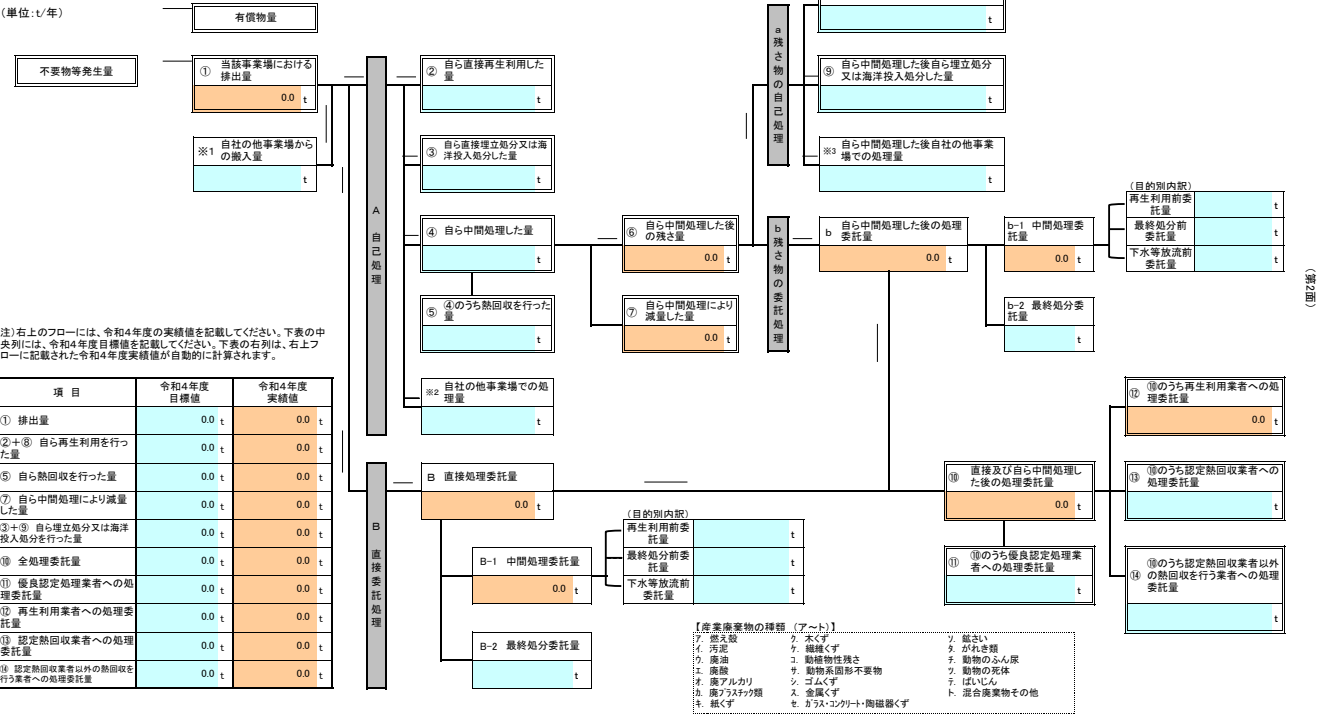 （単位：t/年）
有償物量
t
不要物等発生量
① 当該事業場における
排出量
0.0 t
※1 自社の他事業場から
の搬入量
t
A
自
己
処
理
② 自ら直接再生利用した
量
t
③ 自ら直接埋立処分又は海
洋投入処分した量
t
④ 自ら中間処理した量
t
⑤ ④のうち熱回収を行った
量
t
※2 自社の他事業場での処
理量
t
⑥ 自ら中間処理した後
の残さ量
0.0 t
⑦ 自ら中間処理により
減量した量
0.0 t
a
残
さ
物
の
自
己
処
理
⑨ 自ら中間処理した後自ら埋立処分
又は海洋投入処分した量
t
※3 自ら中間処理した後自社の他事業
場での処理量
t
b
残
さ
物
の
委
託
処
理
b 自ら中間処理した後の処理
委託量
0.0 t
b-1 中間処理委
託量
0.0 t
b-2 最終処分委
託量
t
（目的別内訳）
再生利用前委
託量
t
最終処分前
委託量
t
下水等放流前
委託量
t
（第2面）
注）右上のフローには、令和4年度の実績値を記載してください。下表の中
央列には、令和4年度目標値を記載してください。下表の右列は、右上フ
ローに記載された令和4年度実績値が自動的に計算されます。
項 目
令和4年度
目標値
令和4年度
実績値
① 排出量
0.0 t 0.0 t
②＋⑧ 自ら再生利用を行っ
た量
0.0 t 0.0 t
⑤ 自ら熱回収を行った量
0.0 t 0.0 t
⑦ 自ら中間処理により減量
した量
0.0 t 0.0 t
③＋⑨ 自ら埋立処分又は海洋
投入処分を行った量
0.0 t 0.0 t
⑩ 全処理委託量
0.0 t 0.0 t
⑪ 優良認定処理業者への処
理委託量
0.0 t 0.0 t
⑫ 再生利用業者への処理委
託量
0.0 t 0.0 t
⑬ 認定熱回収業者への処理
委託量
0.0 t 0.0 t
⑭ 認定熱回収業者以外の熱回収を
行う業者への処理委託量
0.0 t 0.0 t
B
直
接
委
託
処
理
B 直接処理委託量
0.0 t
B-1 中間処理委託量
0.0 t
B-2 最終処分委託量
t
（目的別内訳）
再生利用前委
託量
t
最終処分前委
託量
t
下水等放流前
委託量
t
⑩ 直接及び自ら中間処理し
た後の処理委託量
0.0 t
⑪ ⑩のうち優良認定処理業
者への処理委託量
t
⑫ ⑩のうち再生利用業者への処
理委託量
0.0 t
⑬ ⑩のうち認定熱回収業者への
処理委託量
t
⑭ ⑩のうち認定熱回収業者以外
の熱回収を行う業者への処理
委託量
t
【産業廃棄物の種類 （ア～ト）】
ア. 燃え殻 ク. 木くず ソ. 鉱さい
イ. 汚泥 ケ. 繊維くず タ. がれき類
ウ. 廃油 コ. 動植物性残さ チ. 動物のふん尿
エ. 廃酸 サ. 動物系固形不要物 ツ. 動物の死体
オ. 廃アルカリ シ. ゴムくず テ. ばいじん
カ. 廃プラスチック類 ス. 金属くず ト. 混合廃棄物その他
キ. 紙くず セ. ガラス・コンクリート・陶磁器くず